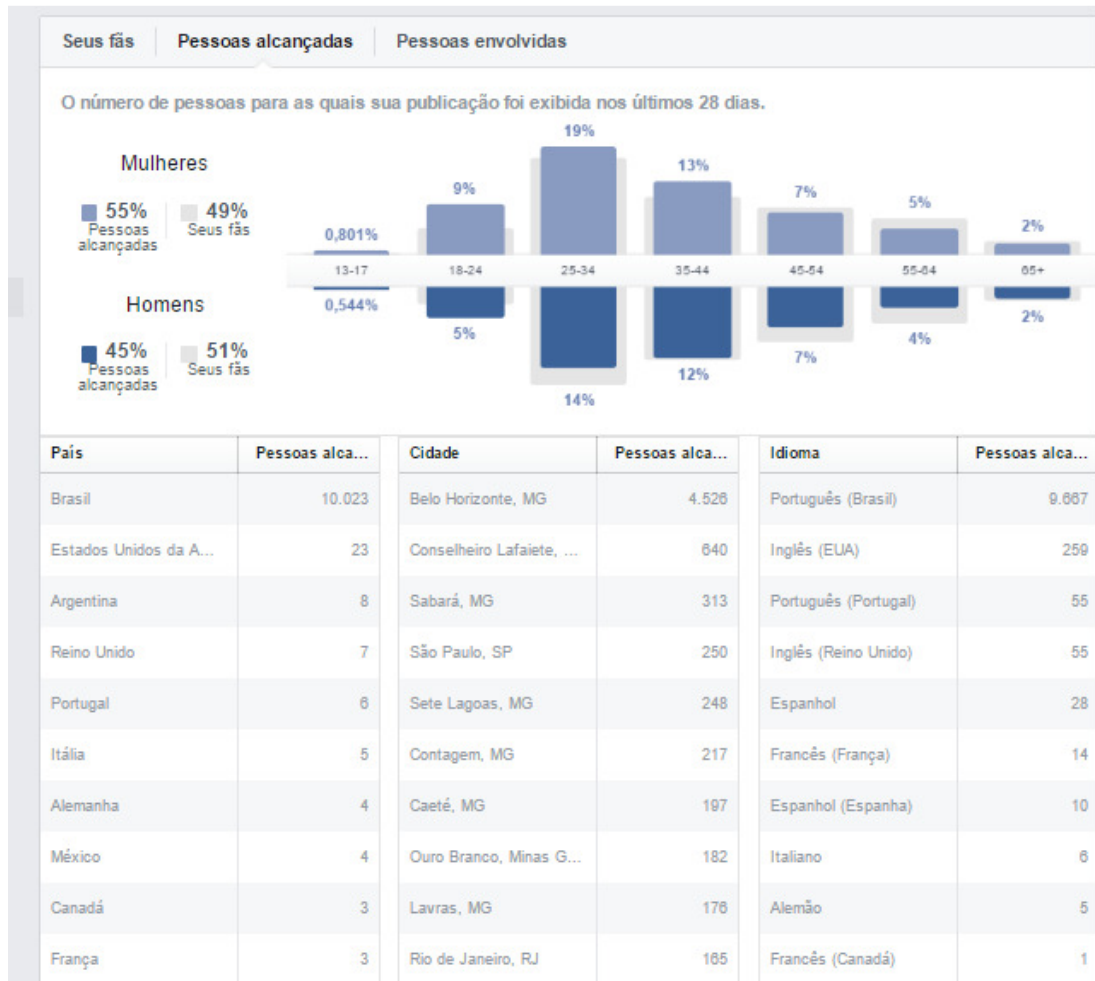 Seus fãs Pessoas alcançadas Pessoas envolvidas
O número de pessoas para as quais sua publicação foi exibida nos últimos 28 dias.
Mulheres
55% 49%
Pessoas alcançadas Seus fãs
0,801% 9% 19% 13% 7% 5% 2%
13-17 18-24 25-34 35-44 45-54 55-64 65+
0,544% 5% 14% 12% 7% 4% 2%
Homens
45% 51%
Pessoas alcançadas Seus fãs
País Pessoas alca... Cidade Pessoas alca... Idioma Pessoas alca...
Brasil 10.023 Belo Horizonte, MG 4.526 Português (Brasil) 9.667
Estados Unidos da A... 23 Conselheiro Lafaiete, ... 640 Inglês (EUA) 259
Argentina 8 Sabará, MG 313 Português (Portugal) 55
Reino Unido 7 São Paulo, SP 250 Inglês (Reino Unido) 55
Portugal 6 Sete Lagoas, MG 248 Espanhol 28
Itália 5 Contagem, MG 217 Francês (França) 14
Alemanha 4 Caeté, MG 197 Espanhol (Espanha) 10
México 4 Ouro Branco, Minas G... 182 Italiano 6
Canadá 3 Lavras, MG 176 Alemão 5
França 3 Rio de Janeiro, RJ 165 Francês (Canadá) 1